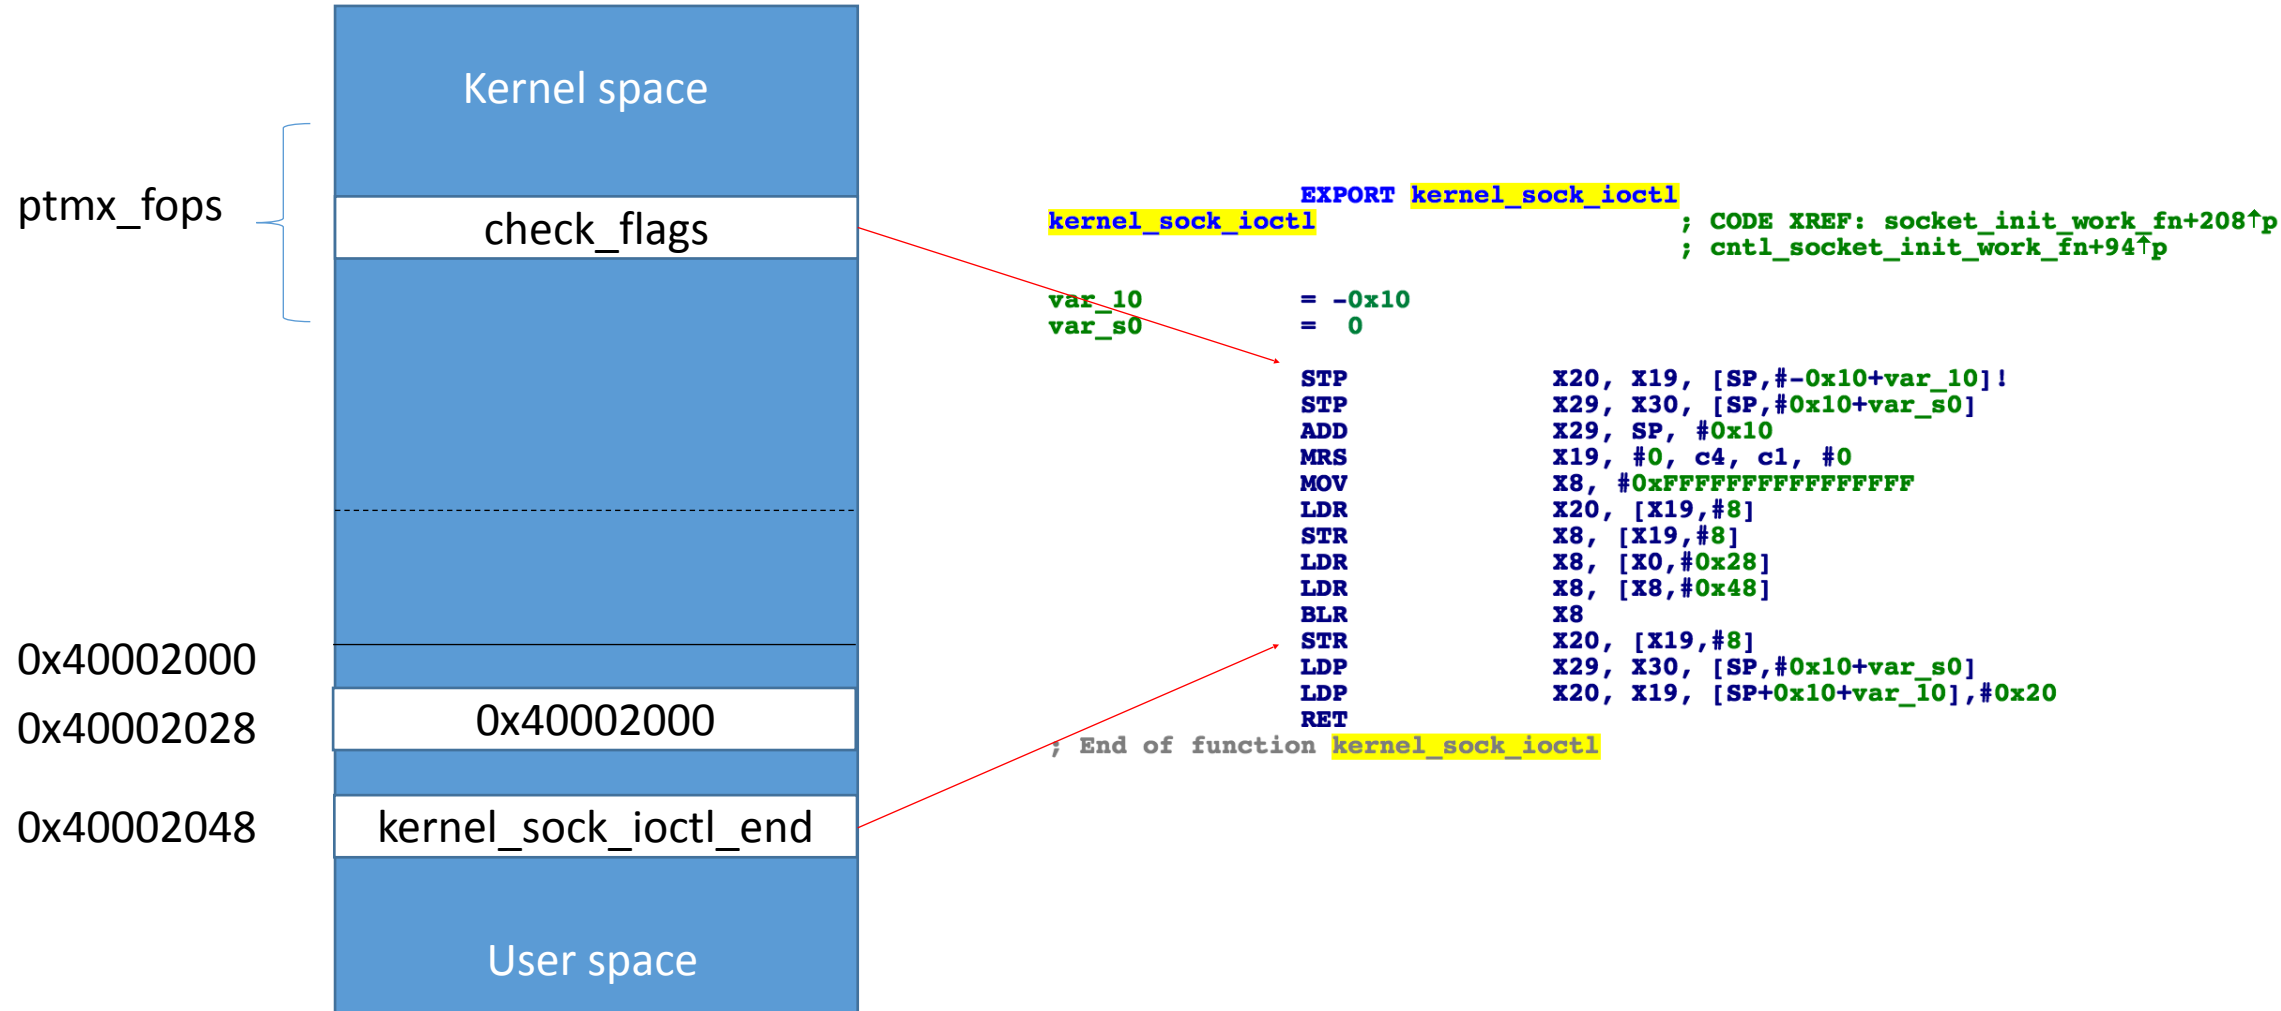 Kernel space
ptmx_fops
check_flags
0x40002000
0x40002028
0x40002000
0x40002048
kernel_sock_ioctl_end
User space
EXPORT kernel_sock_ioctl
kernel_sock_ioctl ; CODE XREF: socket_init_work_fn+208↑p
; cntl_socket_init_work_fn+94↑p
var_10 = -0x10
var_s0 = 0
STP X20, X19, [SP,#-0x10+var_10]!
STP X29, X30, [SP,#0x10+var_s0]
ADD X29, SP, #0x10
MRS X19, #0, c4, c1, #0
MOV X8, #0xFFFFFFFFFFFFFFFF
LDR X20, [X19,#8]
STR X8, [X19,#8]
LDR X8, [X0,#0x28]
LDR X8, [X8,#0x48]
BLR X8
STR X20, [X19,#8]
LDP X29, X30, [SP,#0x10+var_s0]
LDP X20, X19, [SP+0x10+var_10],#0x20
RET
; End of function kernel_sock_ioctl